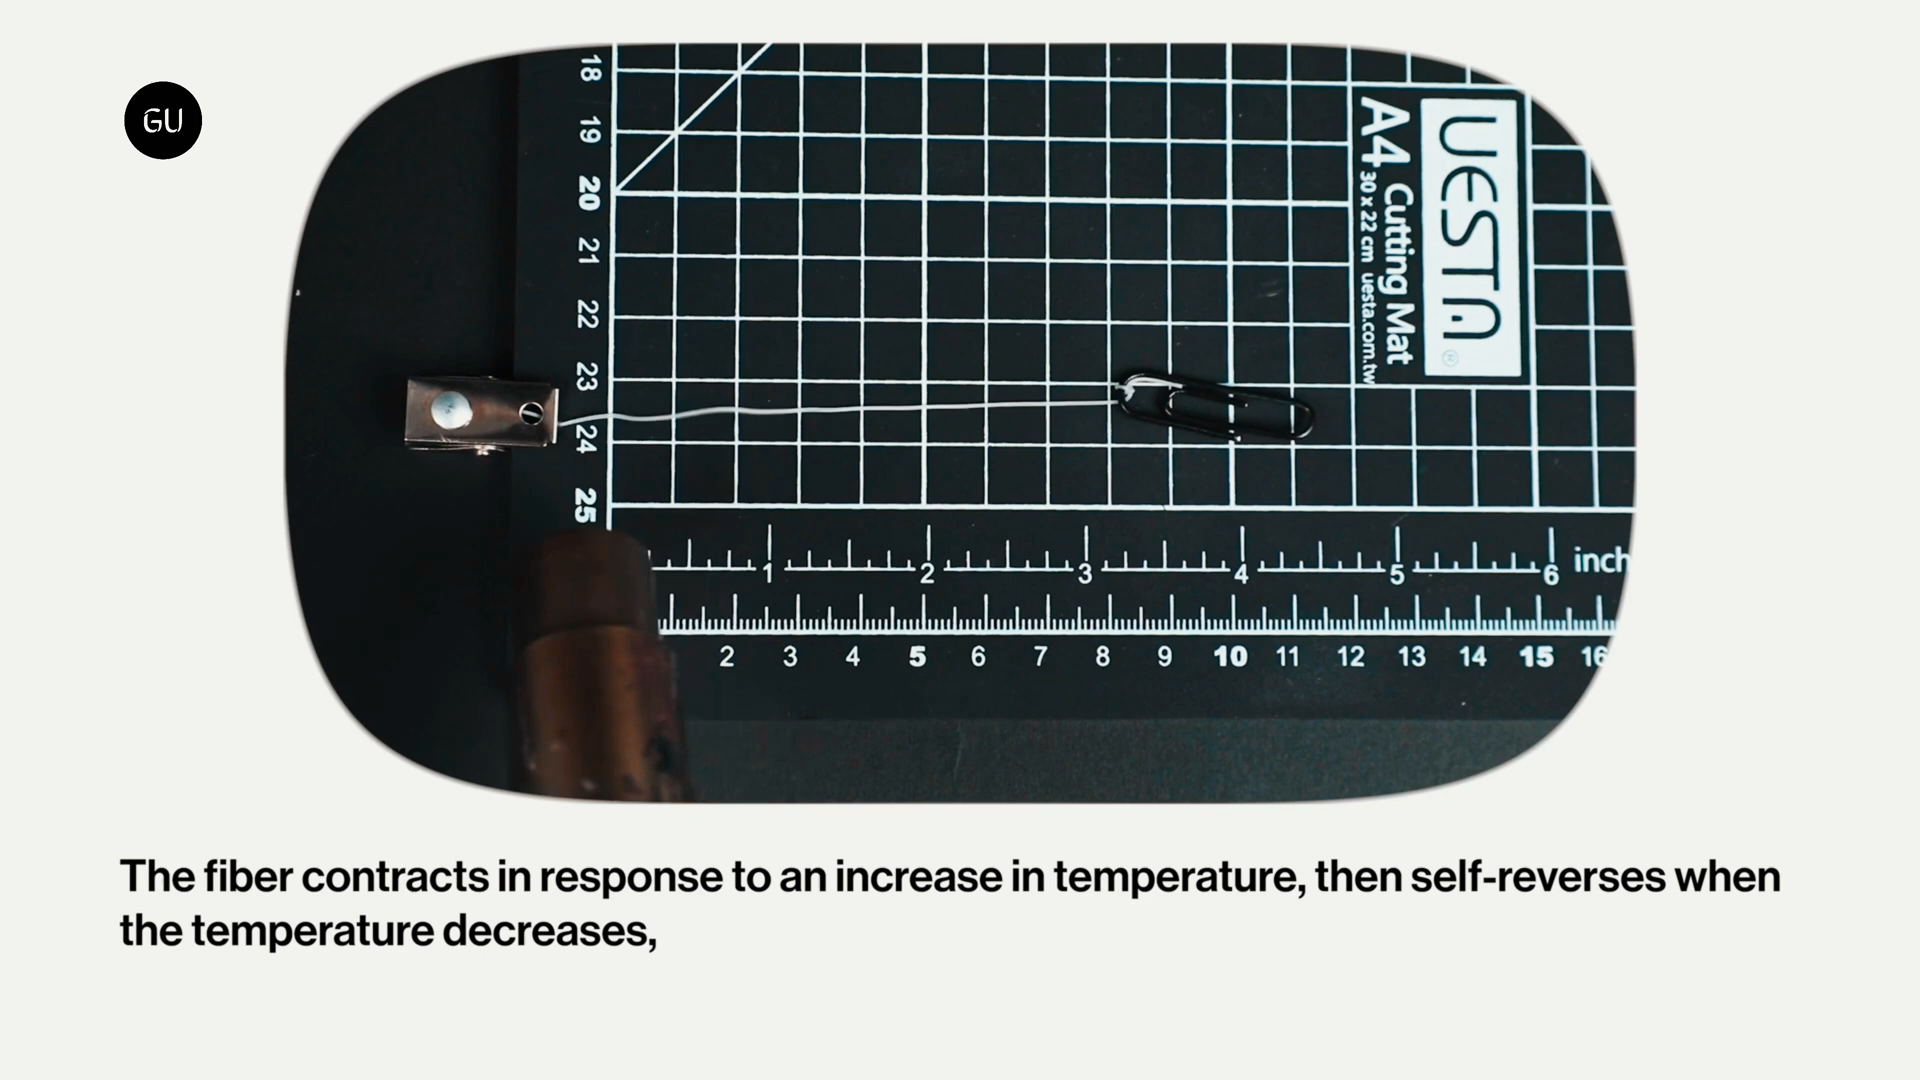 GU
18
19
20
21
22
23
24
25
UESTA
®
A4 Cutting Mat
30 x 22 cm uesta.com.tw
1 2 3 4 5 6 inch
2 3 4 5 6 7 8 9 10 11 12 13 14 15 16
The fiber contracts in response to an increase in temperature, then self-reverses when
the temperature decreases,